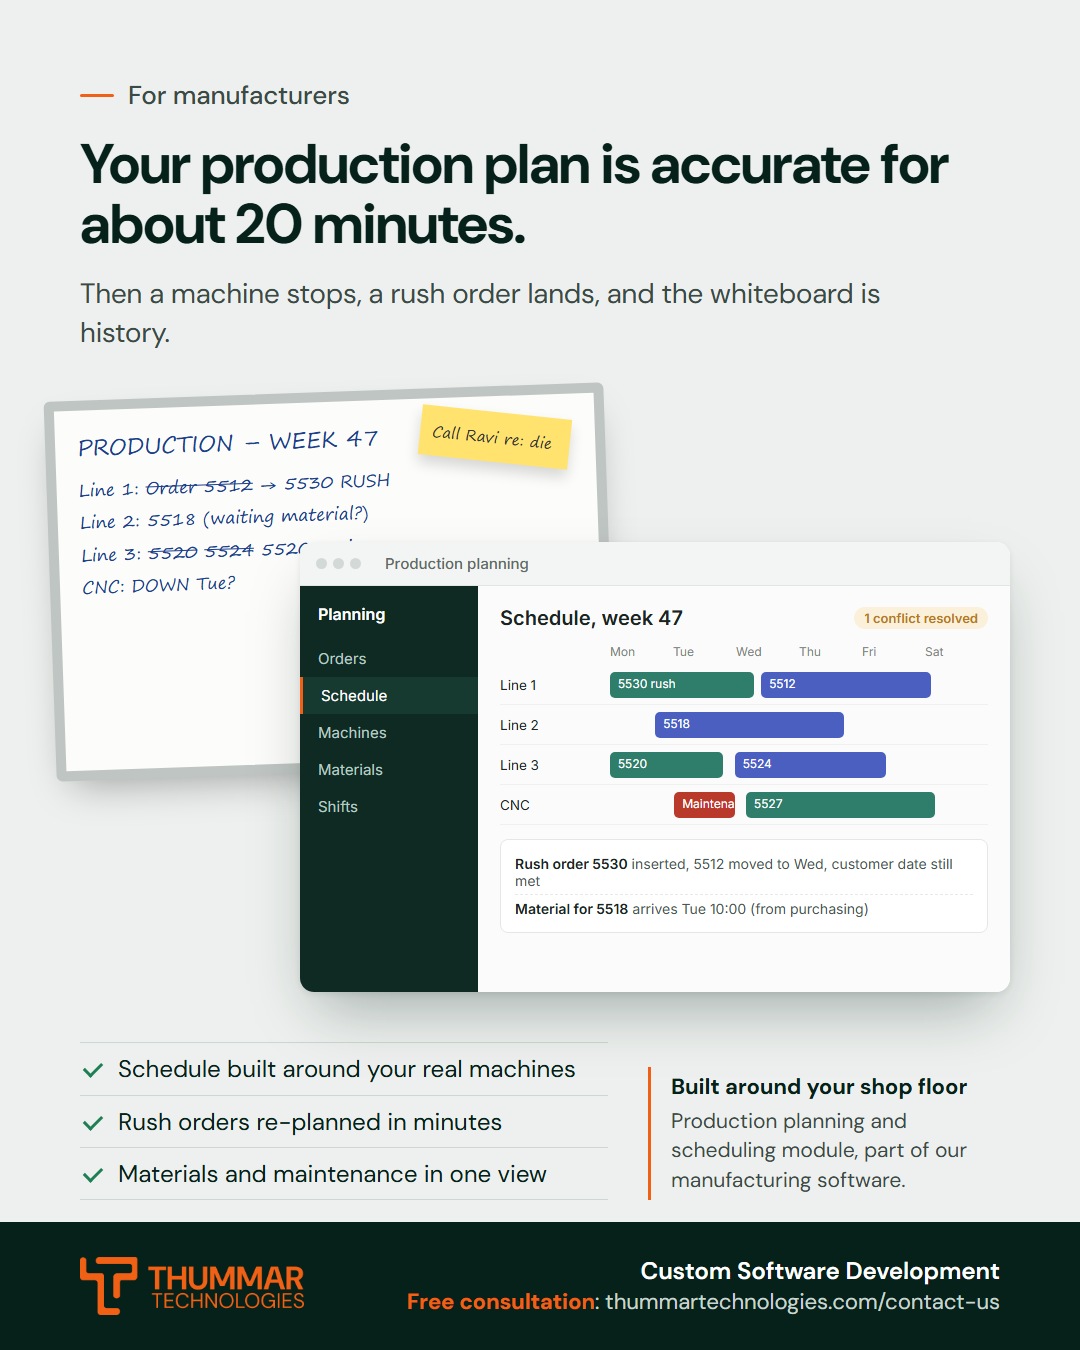 For manufacturers
Your production plan is accurate for
about 20 minutes.
Then a machine stops, a rush order lands, and the whiteboard is
history.
PRODUCTION – WEEK 47
Call Ravi re: die
Line 1: Order 5512 → 5530 RUSH
Line 2: 5518 (waiting material?)
Line 3: 5520 5524 5520
CNC: DOWN Tue?
Production planning
Planning
Orders
Schedule
Machines
Materials
Shifts
Schedule, week 47
1 conflict resolved
Mon Tue Wed Thu Fri Sat
Line 1 5530 rush 5512
Line 2 5518
Line 3 5520 5524
CNC Maintena 5527
Rush order 5530 inserted, 5512 moved to Wed, customer date still
met
Material for 5518 arrives Tue 10:00 (from purchasing)
Schedule built around your real machines
Rush orders re-planned in minutes
Materials and maintenance in one view
Built around your shop floor
Production planning and
scheduling module, part of our
manufacturing software.
THUMMAR
TECHNOLOGIES
Custom Software Development
Free consultation: thummartechnologies.com/contact-us